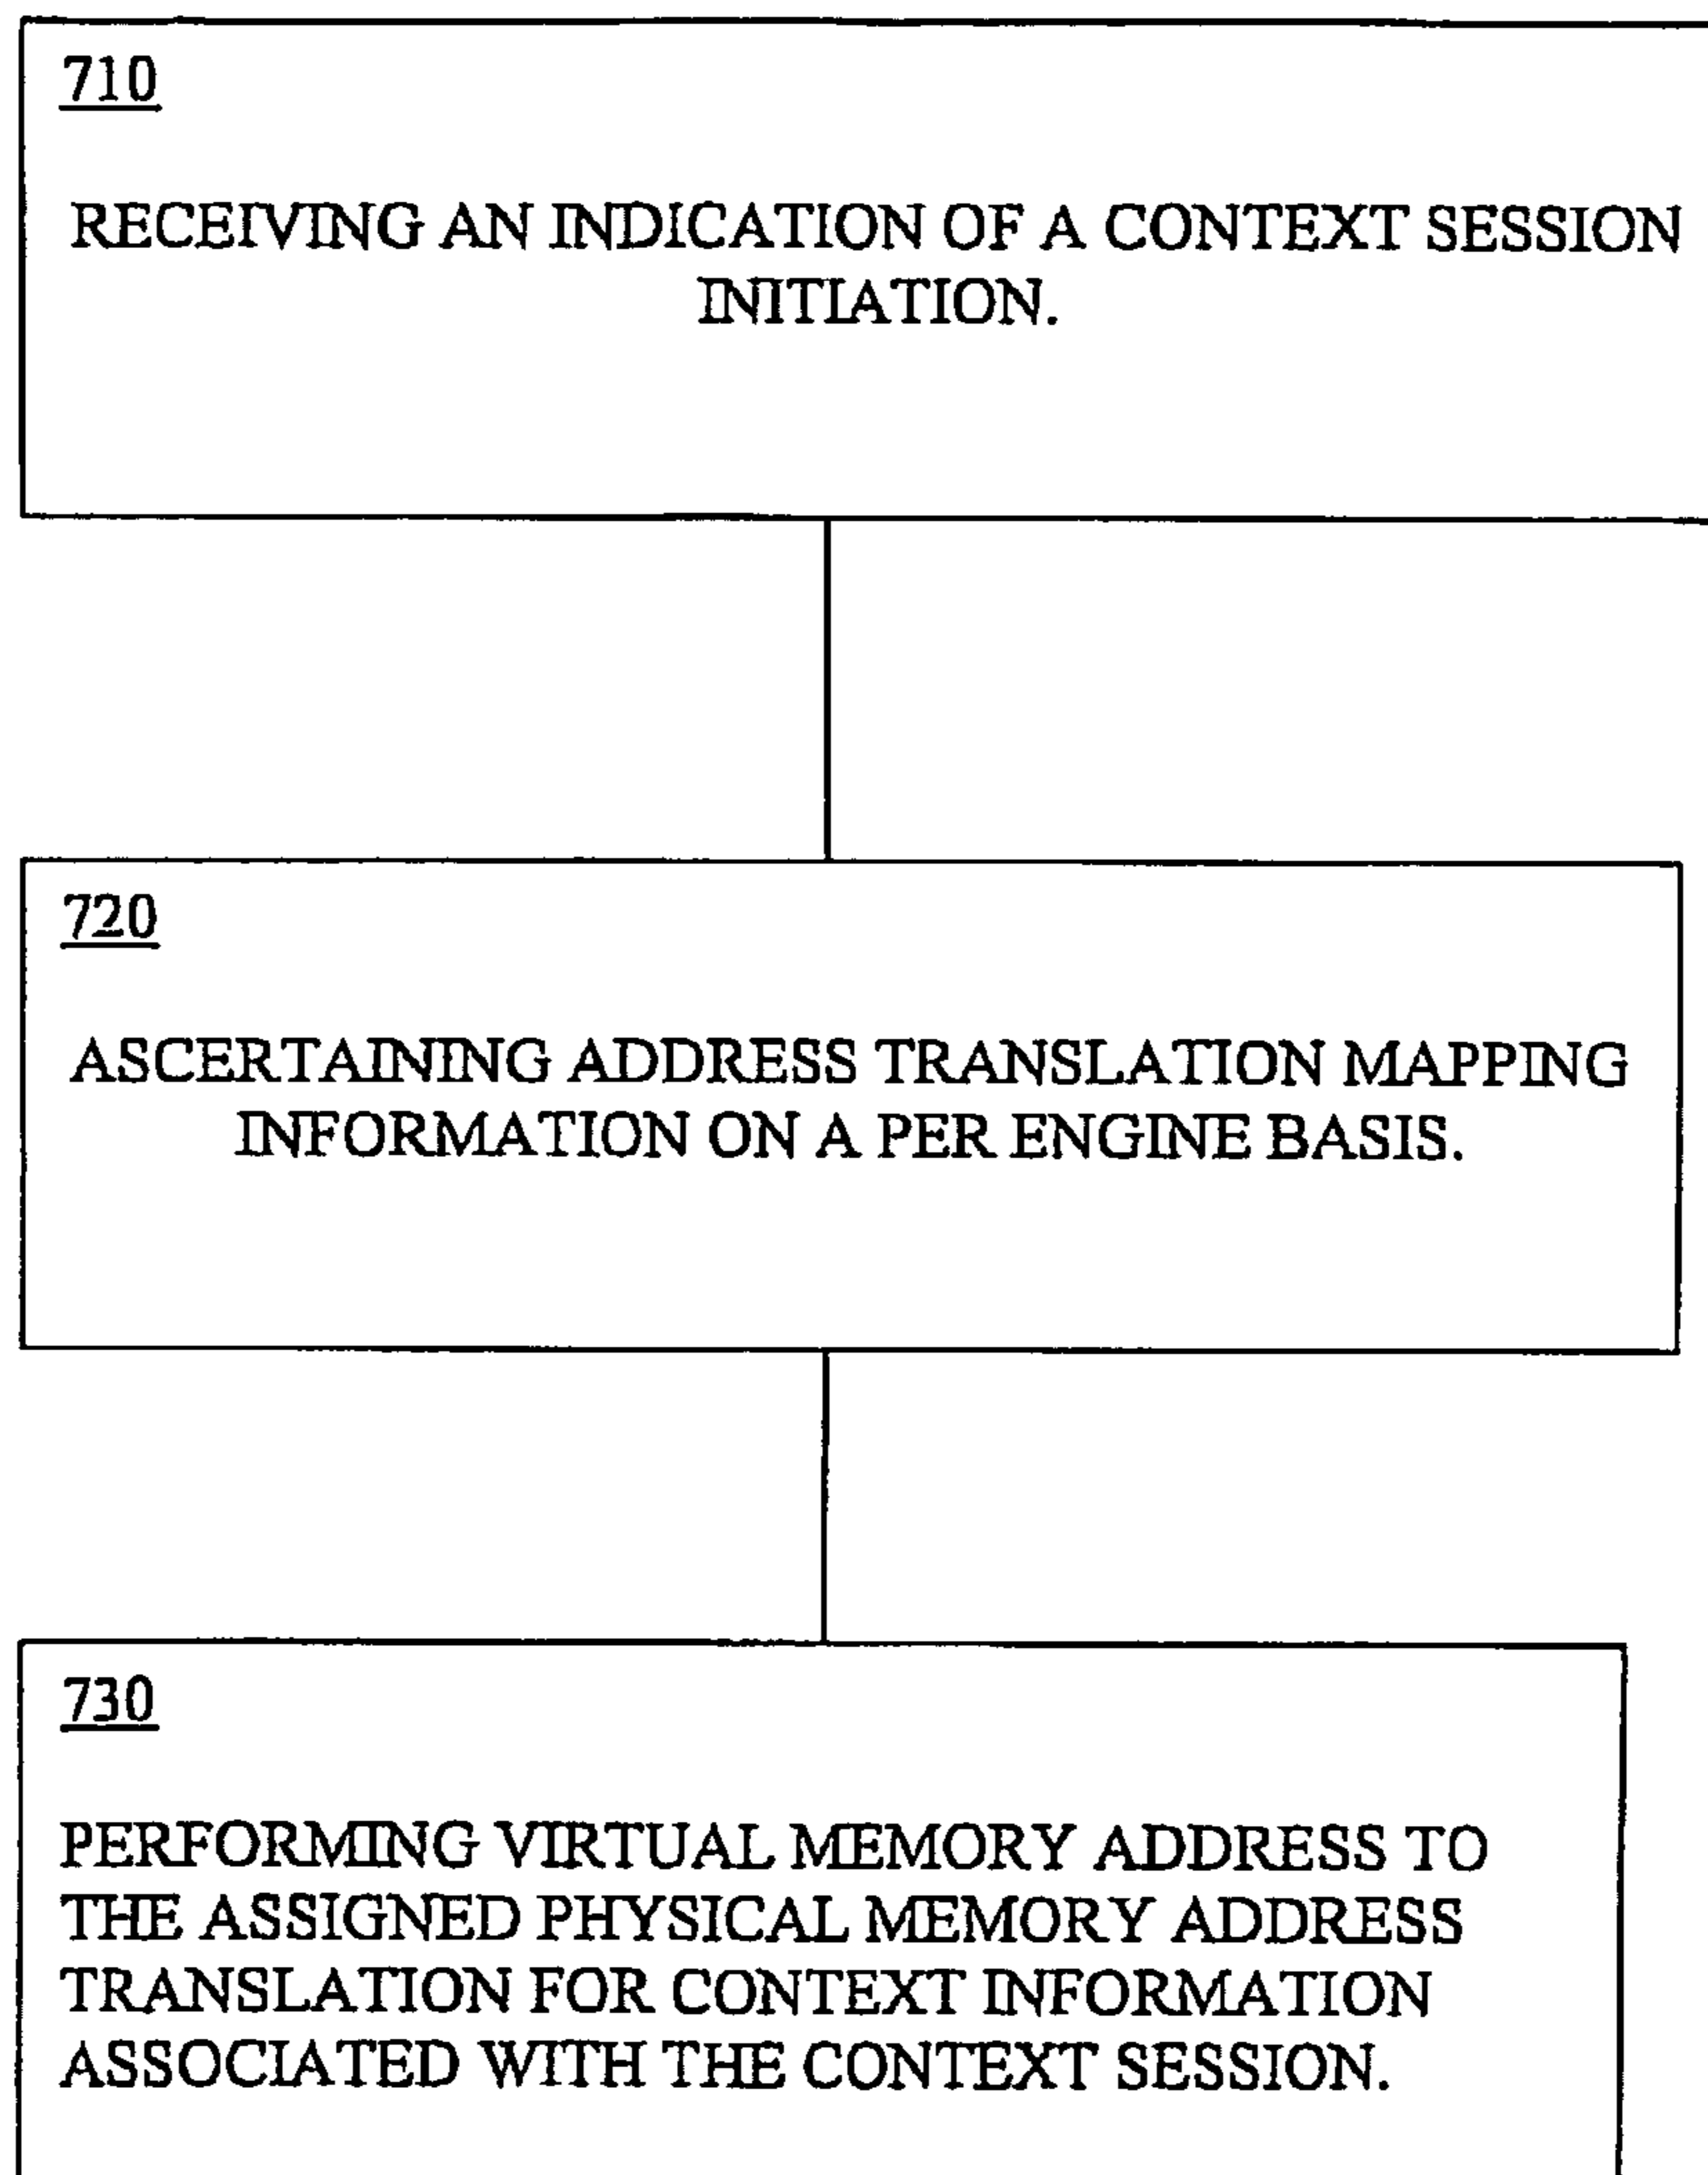 710
RECEIVING AN INDICATION OF A CONTEXT SESSION
INITIATION.
720
ASCERTAINING ADDRESS TRANSLATION MAPPING
INFORMATION ON A PER ENGINE BASIS.
730
PERFORMING VIRTUAL MEMORY ADDRESS TO
THE ASSIGNED PHYSICAL MEMORY ADDRESS
TRANSLATION FOR CONTEXT INFORMATION
ASSOCIATED WITH THE CONTEXT SESSION.